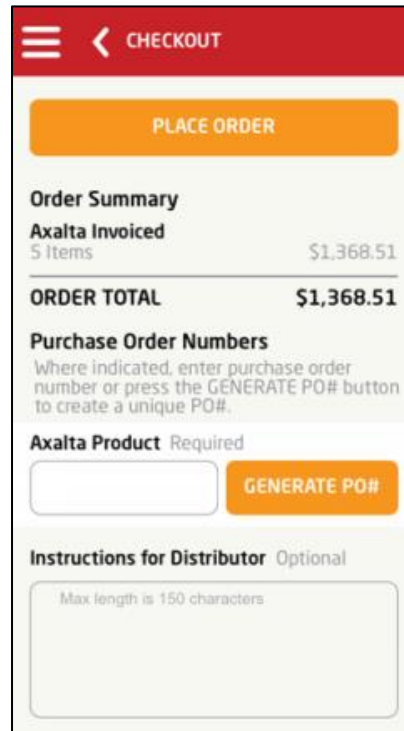 CHECKOUT
PLACE ORDER
Order Summary
Axalta Invoiced
5 Items $1,368.51
ORDER TOTAL $1,368.51
Purchase Order Numbers
Where indicated, enter purchase order
number or press the GENERATE PO# button
to create a unique PO#.
Axalta Product Required
GENERATE PO#
Instructions for Distributor Optional
Max length is 150 characters